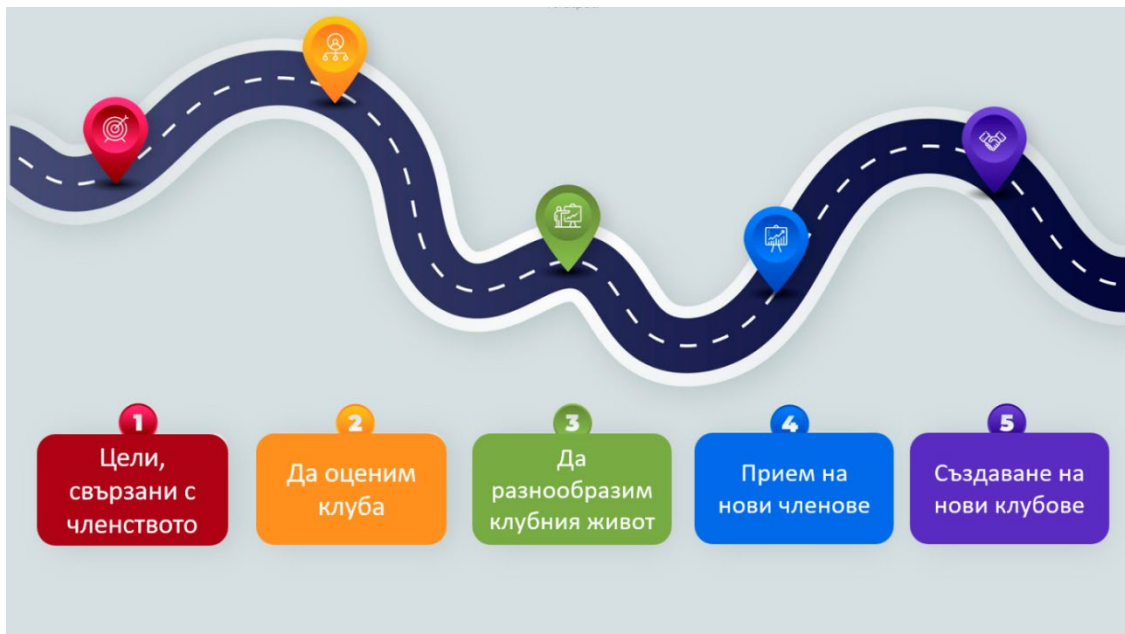 1
Цели,
свързани с
членството
2
Да оценим
клуба
3
Да
разнообразим
клубния живот
4
Прием на
нови членове
5
Създаване на
нови клубове